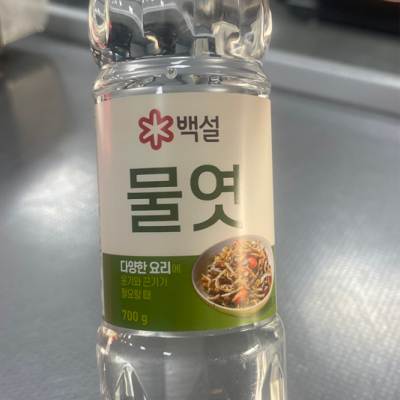 백설
물엿
다양한 요리에
윤기와 끈기가
필요할 때
700 g